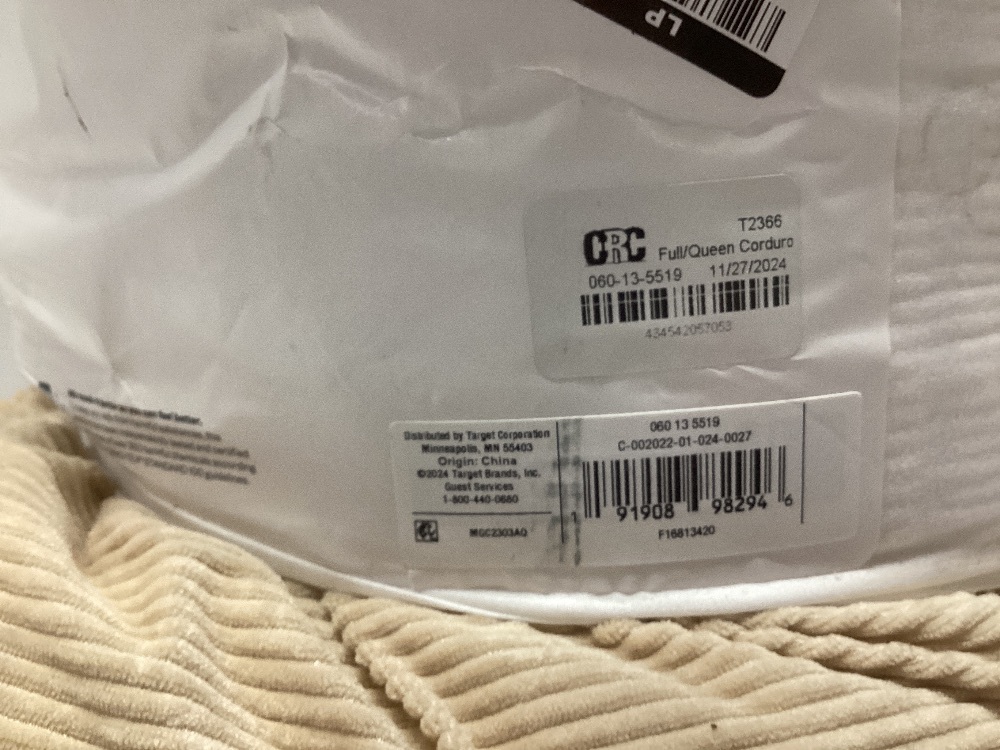 LP
CRC
T2366
Full/Queen Corduro
060-13-5519 11/27/2024
434542057053
Distributed by Target Corporation
Minneapolis, MN 55403
Origin: China
©2024 Target Brands, Inc.
Guest Services
1-800-440-0680
MGC2303AQ
060 13 5519
C-002022-01-024-0027
1 91908 98294 6
F16813420